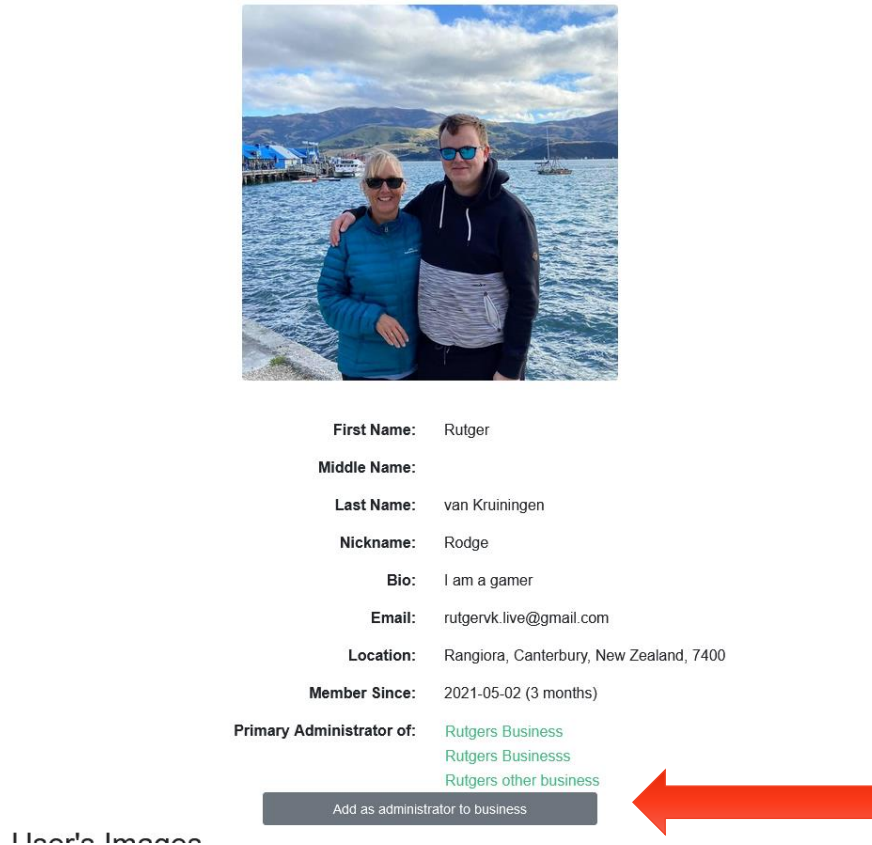 First Name: Rutger
Middle Name:
Last Name: van Kruiningen
Nickname: Rodge
Bio: I am a gamer
Email: rutgervk.live@gmail.com
Location: Rangiora, Canterbury, New Zealand, 7400
Member Since: 2021-05-02 (3 months)
Primary Administrator of: Rutgers Business
Rutgers Businesss
Rutgers other business
Add as administrator to business
User's Images